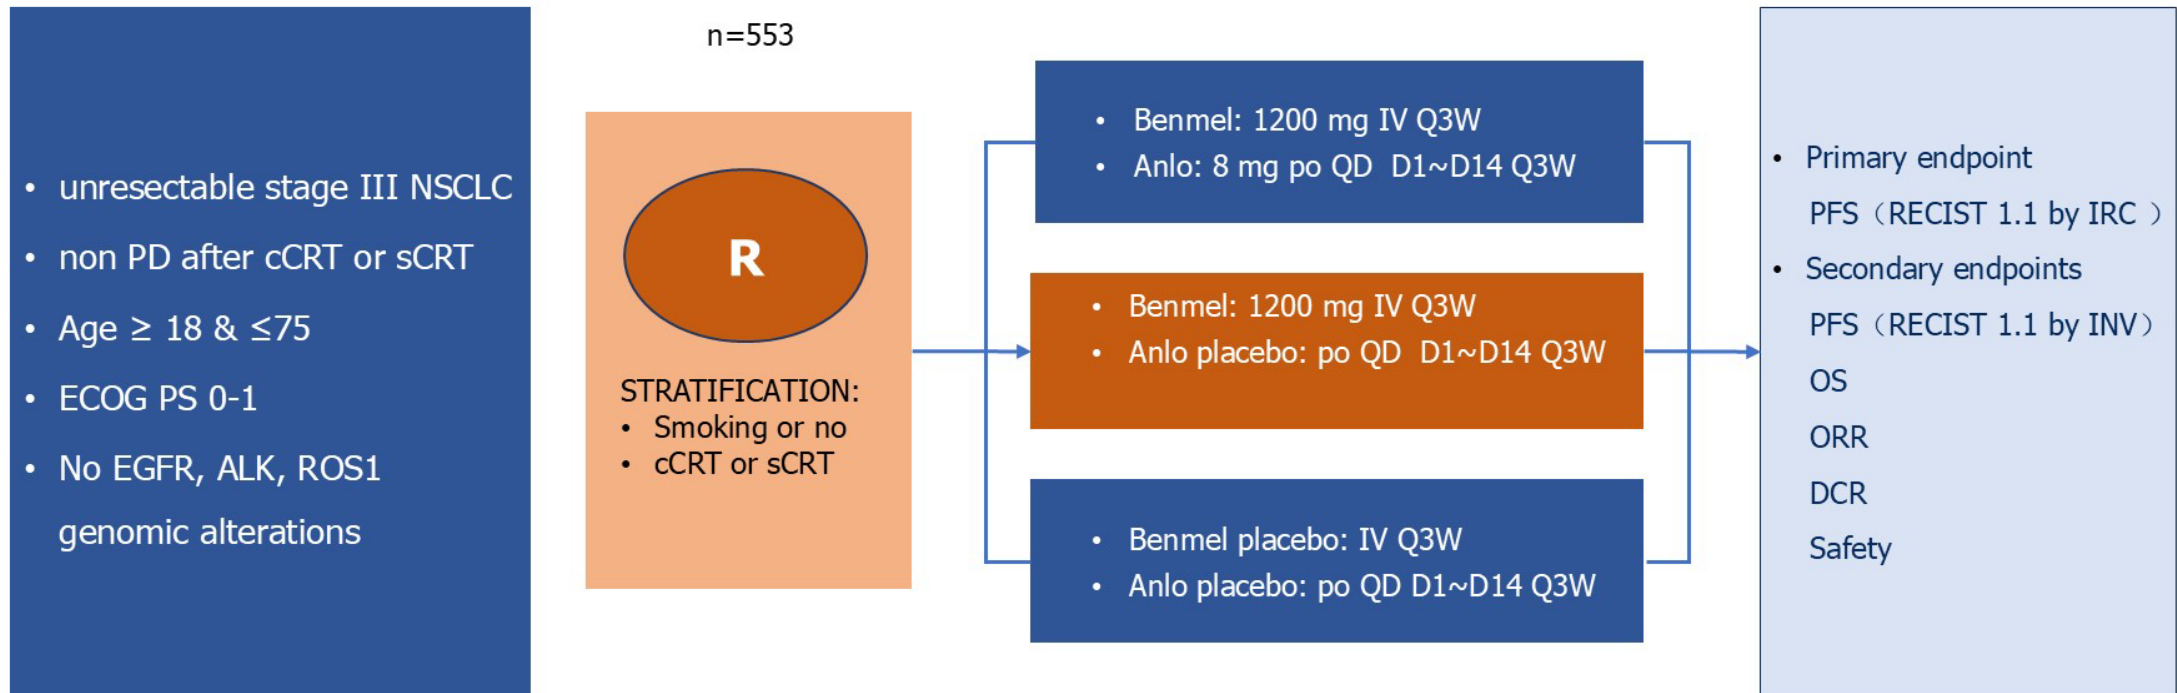 • unresectable stage III NSCLC
• non PD after cCRT or sCRT
• Age ≥ 18 & ≤75
• ECOG PS 0-1
• No EGFR, ALK, ROS1
genomic alterations
n=553
R
STRATIFICATION:
• Smoking or no
• cCRT or sCRT
• Benmel: 1200 mg IV Q3W
• Anlo: 8 mg po QD  D1~D14 Q3W
• Benmel: 1200 mg IV Q3W
• Anlo placebo: po QD  D1~D14 Q3W
• Benmel placebo: IV Q3W
• Anlo placebo: po QD D1~D14 Q3W
• Primary endpoint
PFS（RECIST 1.1 by IRC ）
• Secondary endpoints
PFS（RECIST 1.1 by INV）
OS
ORR
DCR
Safety